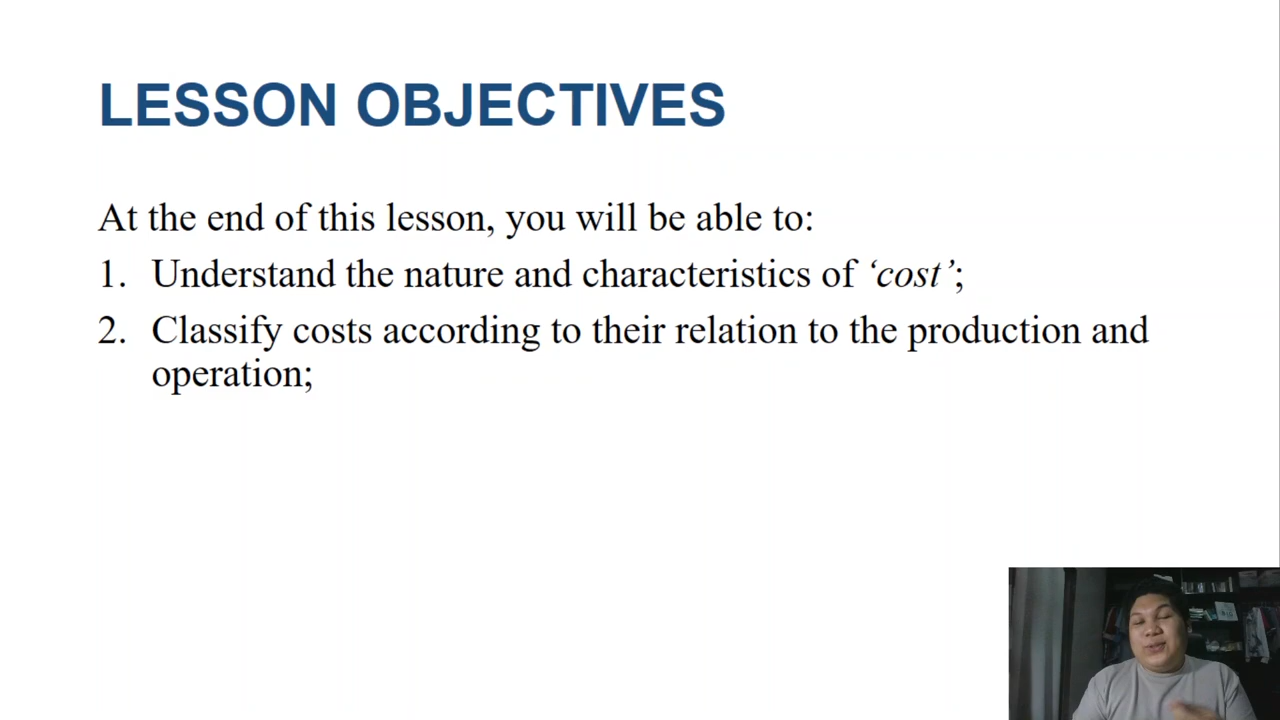 LESSON OBJECTIVES
At the end of this lesson, you will be able to:
1. Understand the nature and characteristics of ‘cost’;
2. Classify costs according to their relation to the production and
operation;